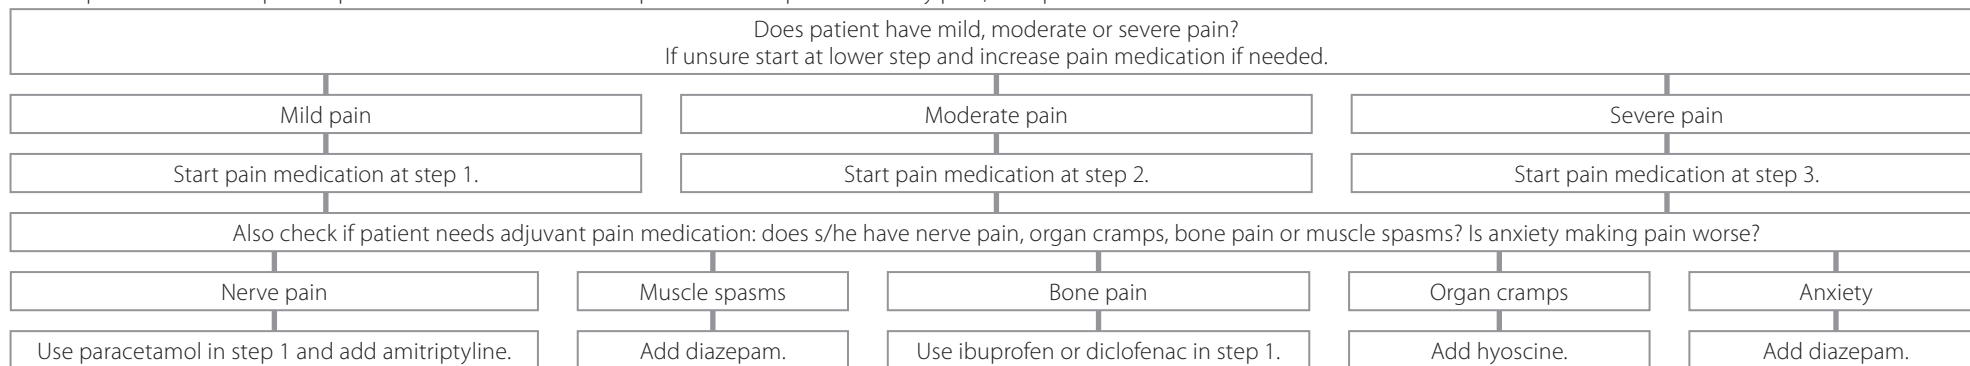 Does patient have mild, moderate or severe pain?
If unsure start at lower step and increase pain medication if needed.
Mild pain
Moderate pain
Severe pain
Start pain medication at step 1.
Start pain medication at step 2.
Start pain medication at step 3.
Also check if patient needs adjuvant pain medication: does s/he have nerve pain, organ cramps, bone pain or muscle spasms? Is anxiety making pain worse?
Nerve pain
Muscle spasms
Bone pain
Organ cramps
Anxiety
Use paracetamol in step 1 and add amitriptyline.
Add diazepam.
Use ibuprofen or diclofenac in step 1.
Add hyoscine.
Add diazepam.